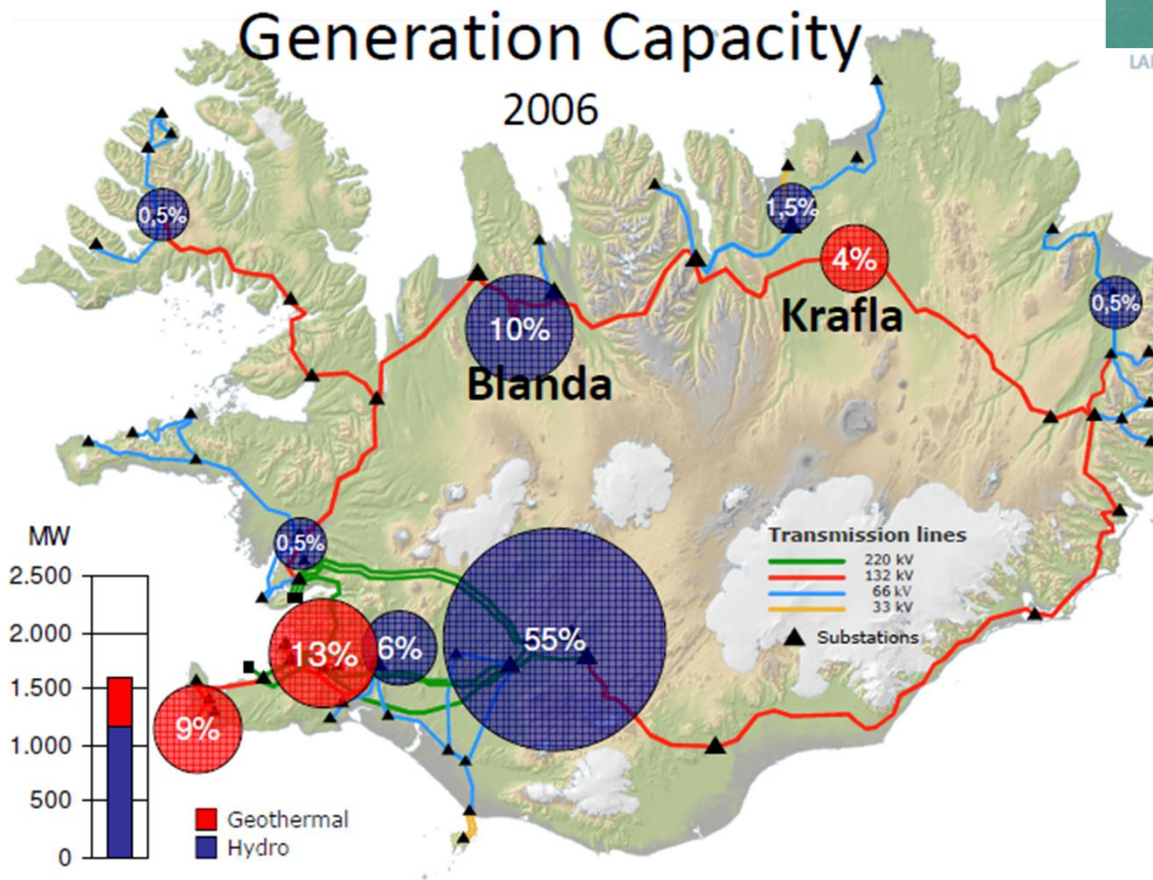 Generation Capacity
2006
0,5%
1,5%
4%
Krafla
0,5%
10%
Blanda
0,5%
55%
13%
6%
9%
MW
2.500
2.000
1.500
1.000
500
0
Geothermal
Hydro
Transmission lines
220 kV
132 kV
66 kV
33 kV
Substations